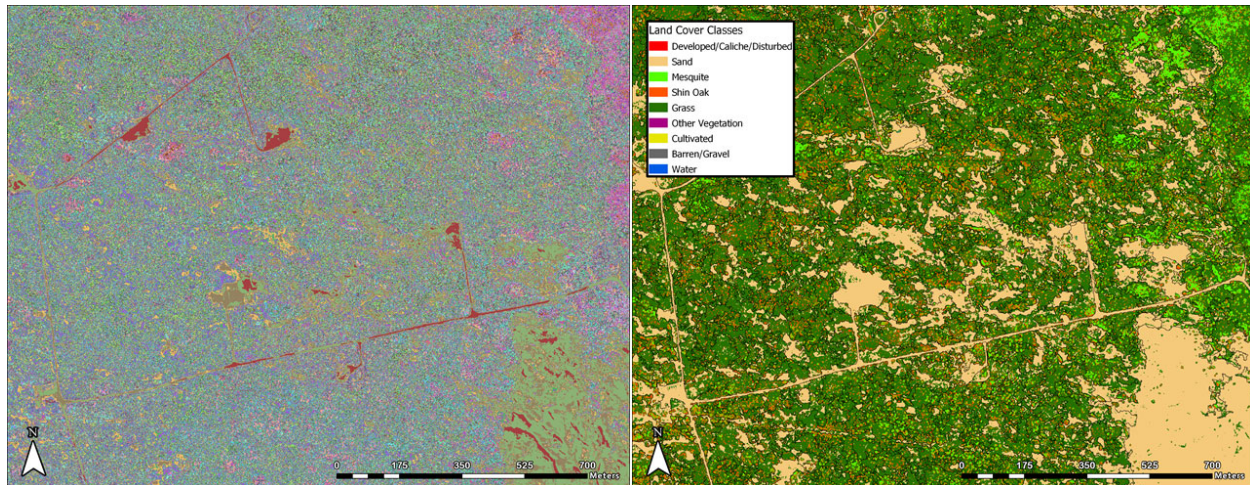 Land Cover Classes
Developed/Caliche/Disturbed
Sand
Mesquite
Shin Oak
Grass
Other Vegetation
Cultivated
Barren/Gravel
Water
N
0 175 350 525 700
Meters
N
0 175 350 525 700
Meters